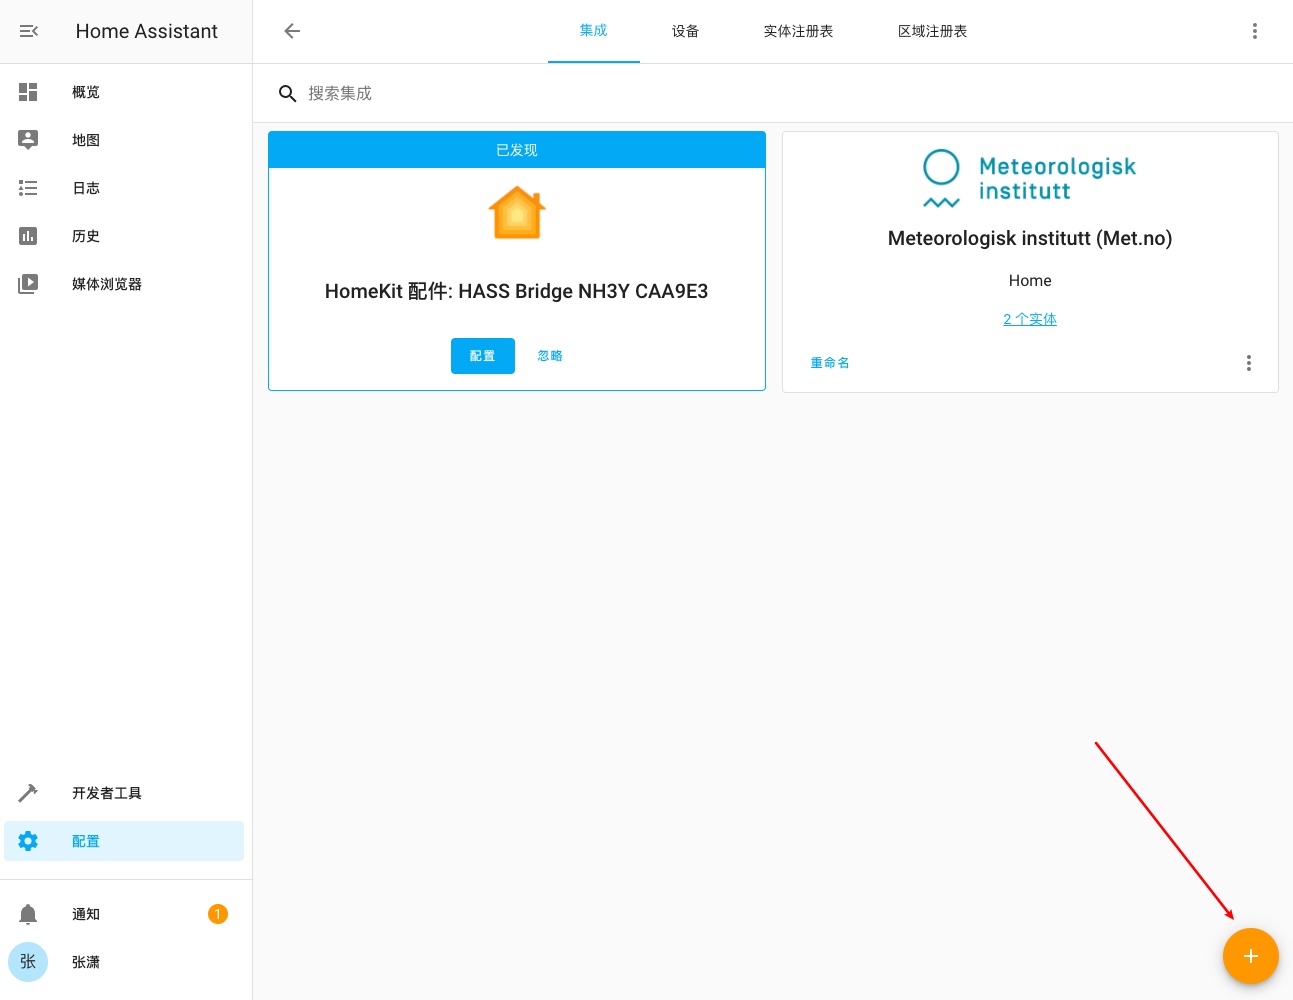 Home Assistant
集成
设备
实体注册表
区域注册表
概览
地图
日志
历史
媒体浏览器
开发者工具
配置
通知
1
张
张潇
搜索集成
已发现
HomeKit 配件: HASS Bridge NH3Y CAA9E3
配置
忽略
Meteorologisk
institutt
Meteorologisk institutt (Met.no)
Home
2 个实体
重命名